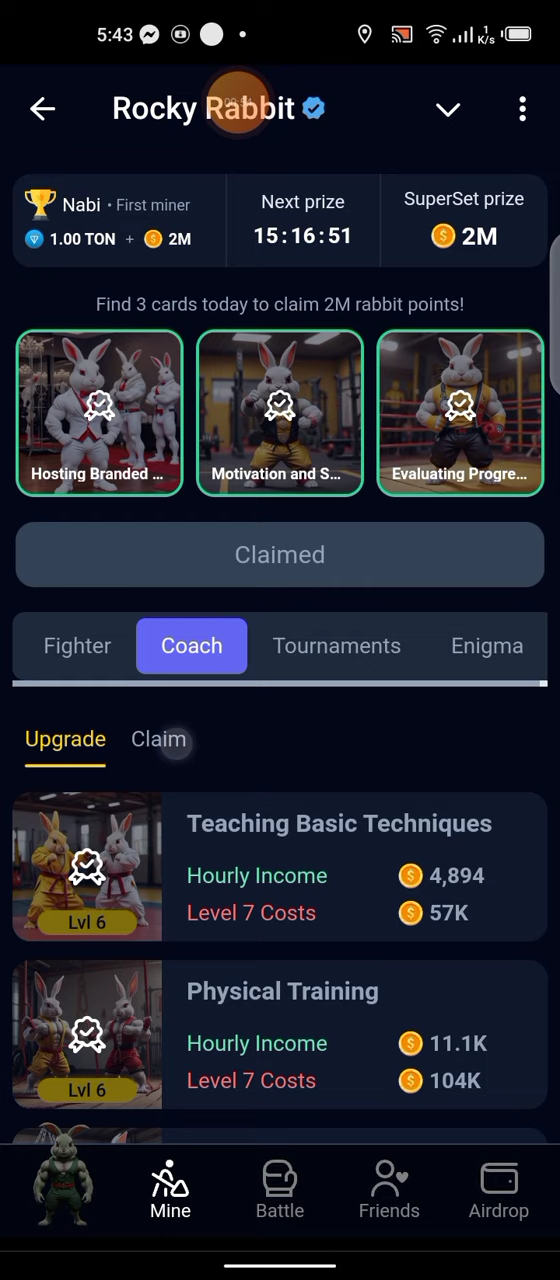 5:43
1
K/s
Rocky Rabbit
Nabi • First miner
1.00 TON + 2M
Next prize
15:16:51
SuperSet prize
2M
Find 3 cards today to claim 2M rabbit points!
Hosting Branded ...
Motivation and S...
Evaluating Progre...
Claimed
Fighter
Coach
Tournaments
Enigma
Upgrade
Claim
Teaching Basic Techniques
Hourly Income
4,894
Level 7 Costs
57K
Lvl 6
Physical Training
Hourly Income
11.1K
Level 7 Costs
104K
Lvl 6
Mine
Battle
Friends
Airdrop